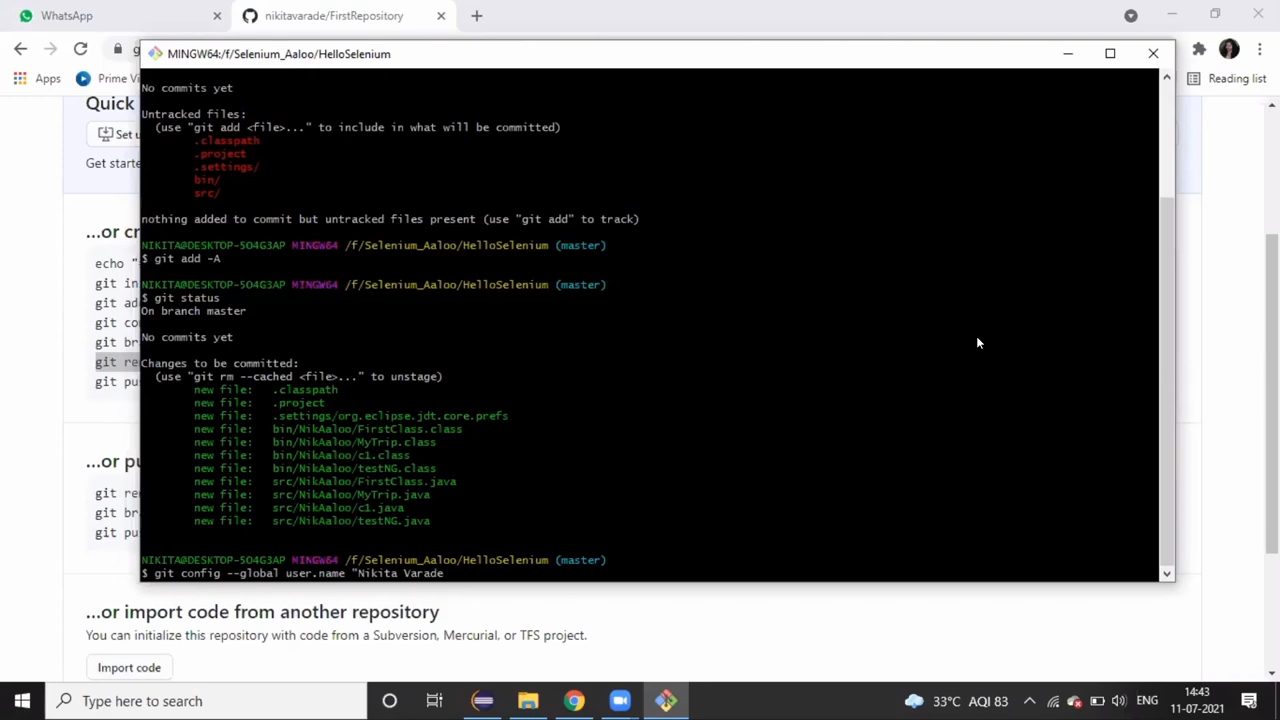 WhatsApp
nikitavarade/FirstRepository
Apps
Prime Vi
Reading list
MINGW64:/f/Selenium_Aaloo/HelloSelenium
Quick
Set u
Get starte
...or cr
echo "
git in
git ad
git co
git br
git re
git pu
...or pu
git re
git br
git pu
No commits yet
Untracked files:
(use "git add <file>..." to include in what will be committed)
.classpath
.project
.settings/
bin/
src/
nothing added to commit but untracked files present (use "git add" to track)
NIKITA@DESKTOP-5O4G3AP MINGW64 /f/Selenium_Aaloo/HelloSelenium (master)
$ git add -A
NIKITA@DESKTOP-5O4G3AP MINGW64 /f/Selenium_Aaloo/HelloSelenium (master)
$ git status
On branch master
No commits yet
Changes to be committed:
(use "git rm --cached <file>..." to unstage)
new file: .classpath
new file: .project
new file: .settings/org.eclipse.jdt.core.prefs
new file: bin/NikAaloo/FirstClass.class
new file: bin/NikAaloo/MyTrip.class
new file: bin/NikAaloo/c1.class
new file: bin/NikAaloo/testNG.class
new file: src/NikAaloo/FirstClass.java
new file: src/NikAaloo/MyTrip.java
new file: src/NikAaloo/c1.java
new file: src/NikAaloo/testNG.java
NIKITA@DESKTOP-5O4G3AP MINGW64 /f/Selenium_Aaloo/HelloSelenium (master)
$ git config --global user.name "Nikita Varade
...or import code from another repository
You can initialize this repository with code from a Subversion, Mercurial, or TFS project.
Import code
Type here to search
33°C AQI 83
ENG
14:43
11-07-2021